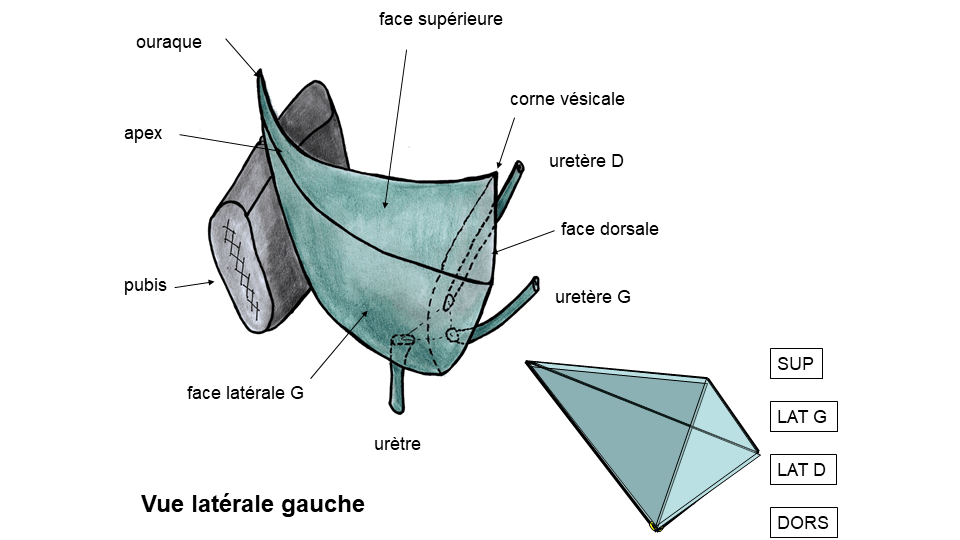 face supérieure
ouraque
corne vésicale
apex
uretère D
face dorsale
pubis
uretère G
SUP
face latérale G
LAT G
urètre
LAT D
Vue latérale gauche
DORS